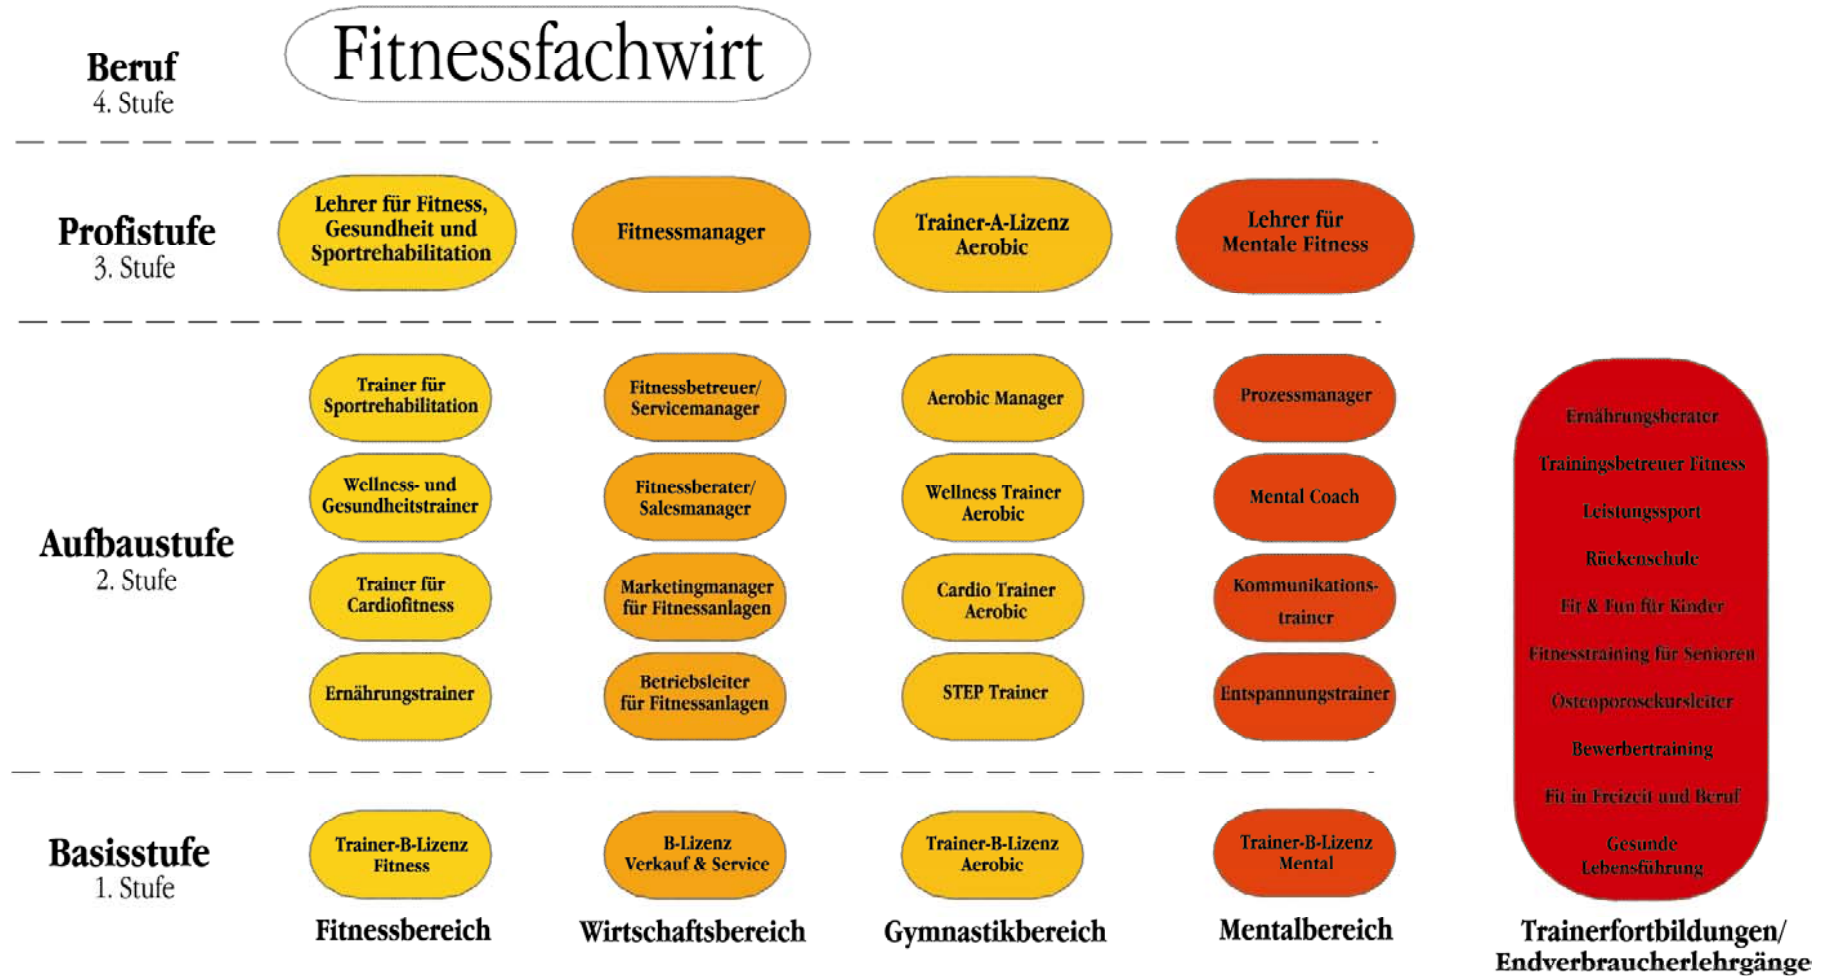 Fitnessfachwirt
Beruf
4. Stufe
Profistufe
3. Stufe
Lehrer für Fitness,
Gesundheit und
Sportrehabilitation
Fitnessmanager
Trainer-A-Lizenz
Aerobic
Lehrer für
Mentale Fitness
Aufbaustufe
2. Stufe
Trainer für
Sportrehabilitation
Fitnessbetreuer/
Servicemanager
Aerobic Manager
Prozessmanager
Wellness- und
Gesundheitstrainer
Fitnessberater/
Salesmanager
Wellness Trainer
Aerobic
Mental Coach
Trainer für
Cardiofitness
Marketingmanager
für Fitnessanlagen
Cardio Trainer
Aerobic
Kommunikations-
trainer
Ernährungstrainer
Betriebsleiter
für Fitnessanlagen
STEP Trainer
Entspannungstrainer
Basisstufe
1. Stufe
Trainer-B-Lizenz
Fitness
B-Lizenz
Verkauf & Service
Trainer-B-Lizenz
Aerobic
Trainer-B-Lizenz
Mental
Fitnessbereich
Wirtschaftsbereich
Gymnastikbereich
Mentalbereich
Ernährungsberater
Trainingsbetreuer Fitness
Leistungssport
Rückenschule
Fit & Fun für Kinder
Fitnesstraining für Senioren
Osteoporosekursleiter
Bewerbertraining
Fit in Freizeit und Beruf
Gesunde
Lebensführung
Trainerfortbildungen/
Endverbraucherlehrgänge